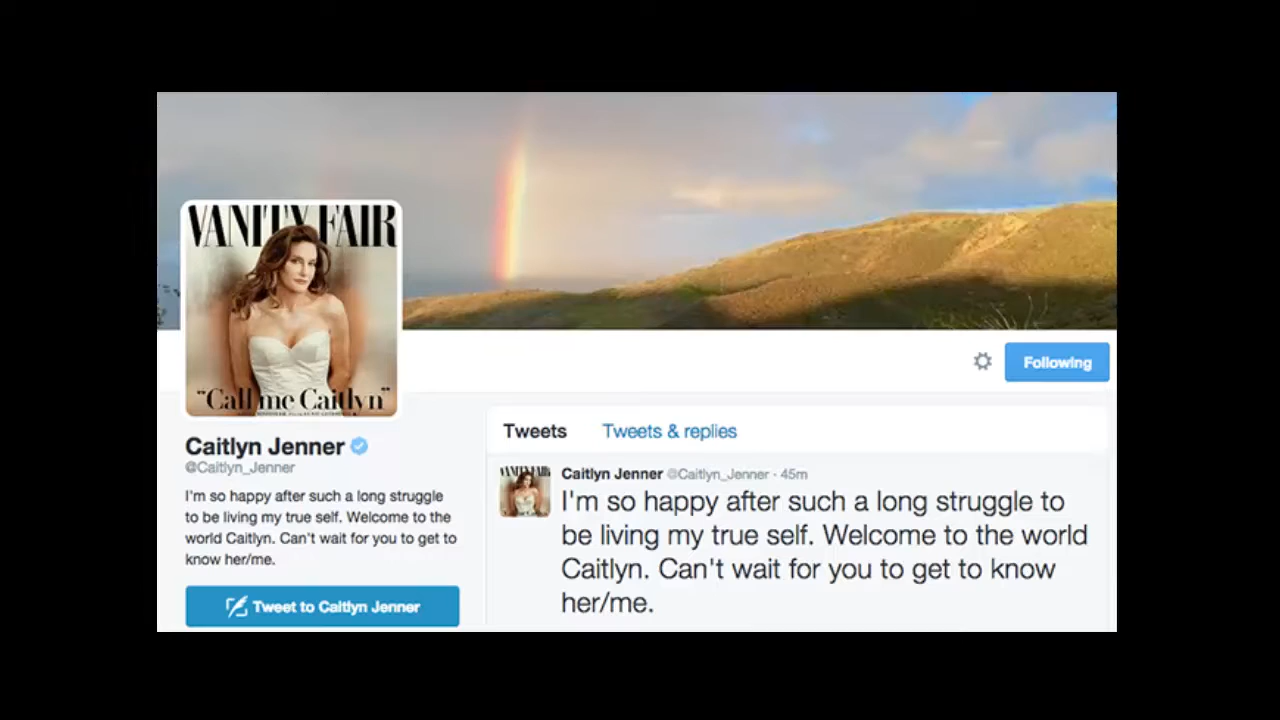 VANITY FAIR
"Call me Caitlyn"
Following
Caitlyn Jenner
@Caitlyn_Jenner
I'm so happy after such a long struggle
to be living my true self. Welcome to the
world Caitlyn. Can't wait for you to get to
know her/me.
Tweet to Caitlyn Jenner
Tweets Tweets & replies
VANITY FAIR
Caitlyn Jenner @Caitlyn_Jenner · 45m
I'm so happy after such a long struggle to
be living my true self. Welcome to the world
Caitlyn. Can't wait for you to get to know
her/me.